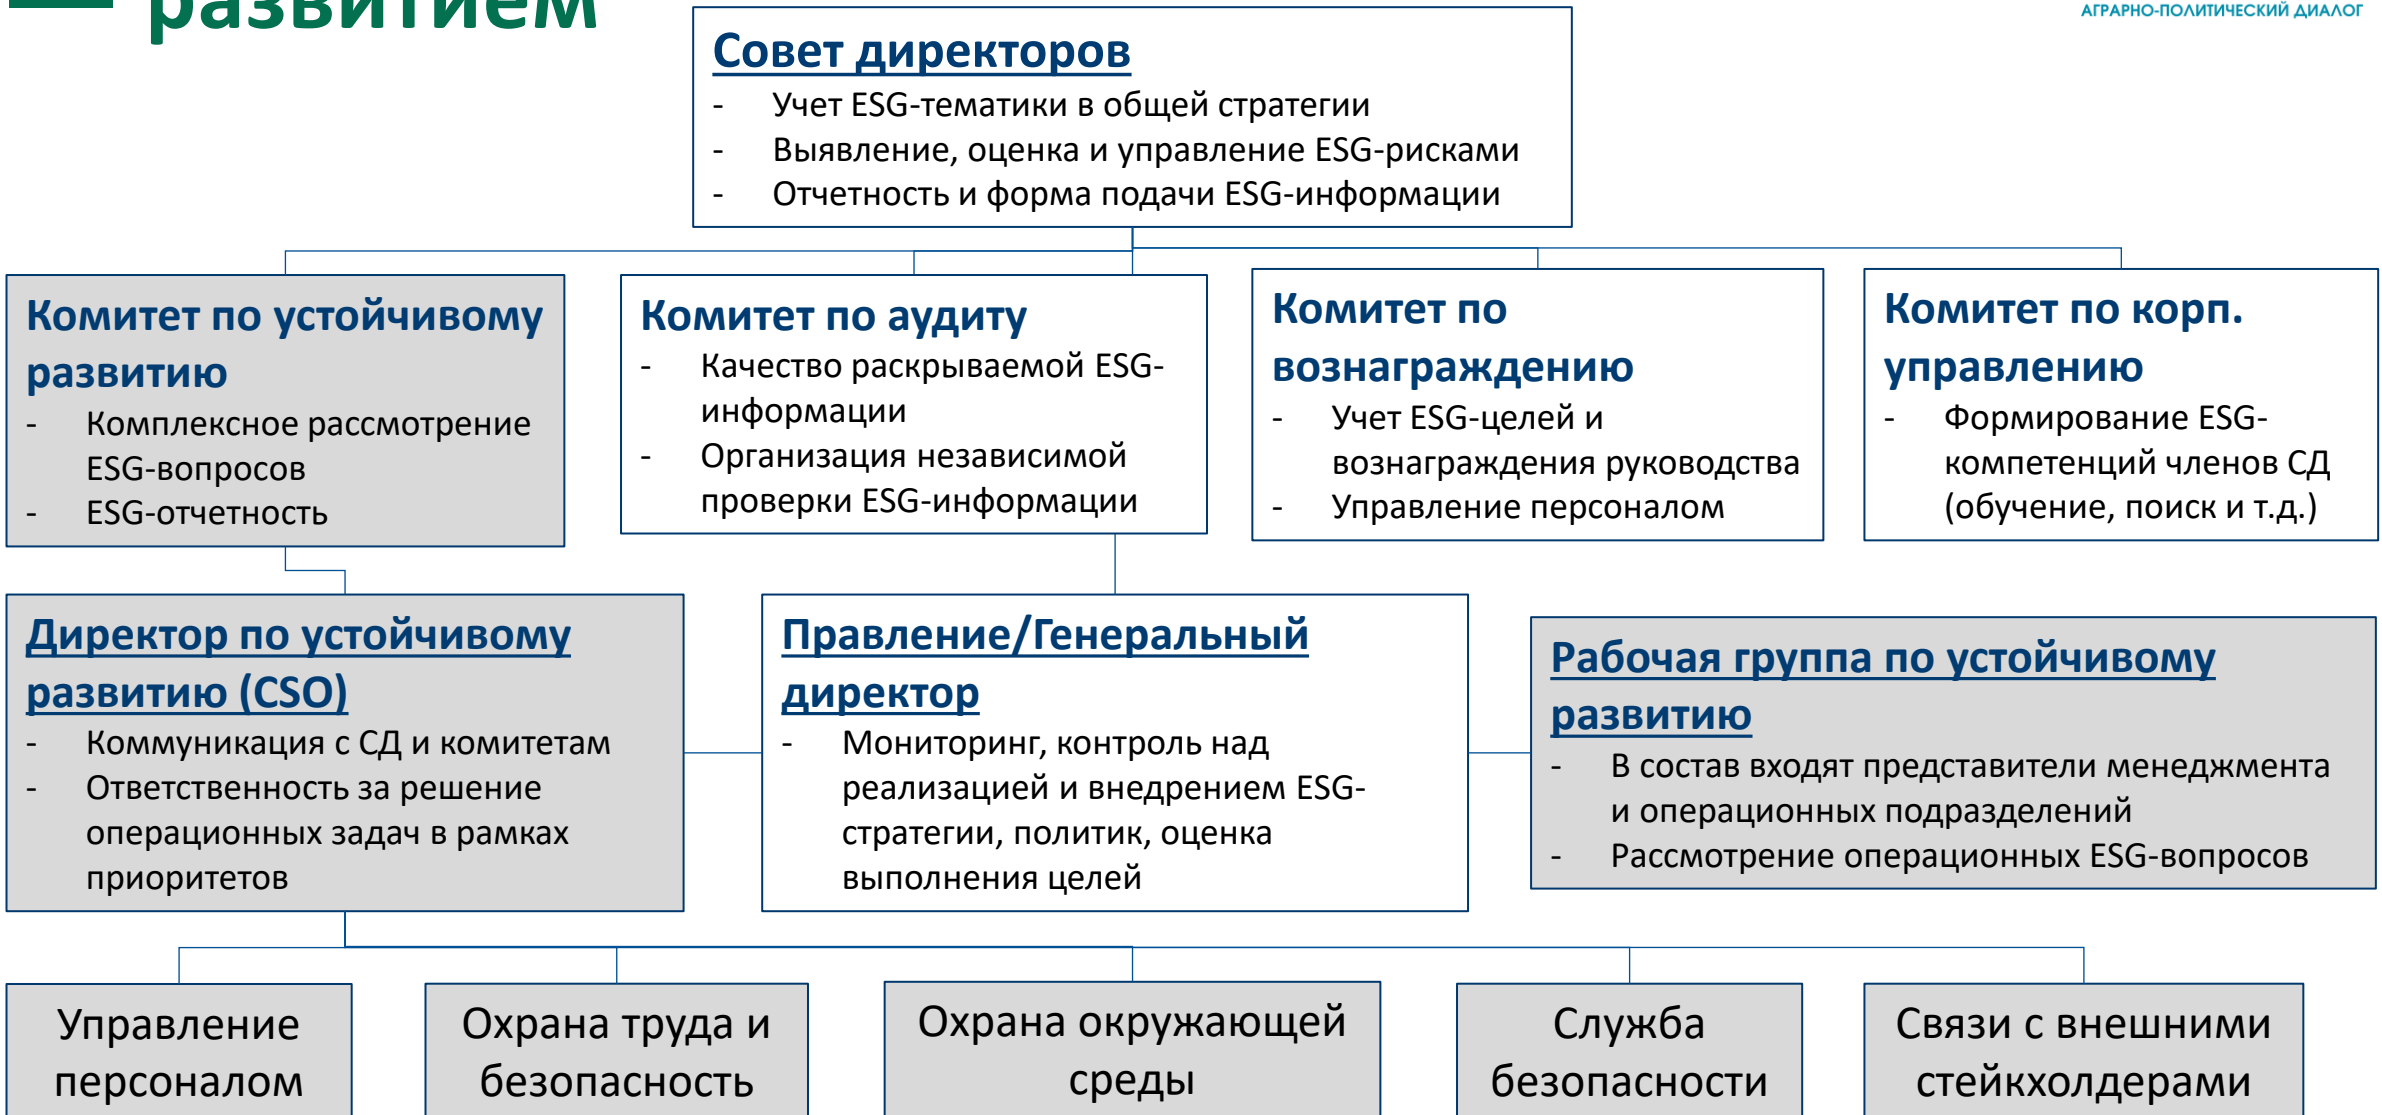 развитием
АГРАРНО-ПОЛИТИЧЕСКИЙ ДИАЛОГ
Совет директоров
- Учет ESG-тематики в общей стратегии
- Выявление, оценка и управление ESG-рисками
- Отчетность и форма подачи ESG-информации
Комитет по устойчивому
развитию
- Комплексное рассмотрение
ESG-вопросов
- ESG-отчетность
Комитет по аудиту
- Качество раскрываемой ESG-
информации
- Организация независимой
проверки ESG-информации
Комитет по
вознаграждению
- Учет ESG-целей и
вознаграждения руководства
- Управление персоналом
Комитет по корп.
управлению
- Формирование ESG-
компетенций членов СД
(обучение, поиск и т.д.)
Директор по устойчивому
развитию (CSO)
- Коммуникация с СД и комитетам
- Ответственность за решение
операционных задач в рамках
приоритетов
Правление/Генеральный
директор
- Мониторинг, контроль над
реализацией и внедрением ESG-
стратегии, политик, оценка
выполнения целей
Рабочая группа по устойчивому
развитию
- В состав входят представители менеджмента
и операционных подразделений
- Рассмотрение операционных ESG-вопросов
Управление
персоналом
Охрана труда и
безопасность
Охрана окружающей
среды
Служба
безопасности
Связи с внешними
стейкхолдерами